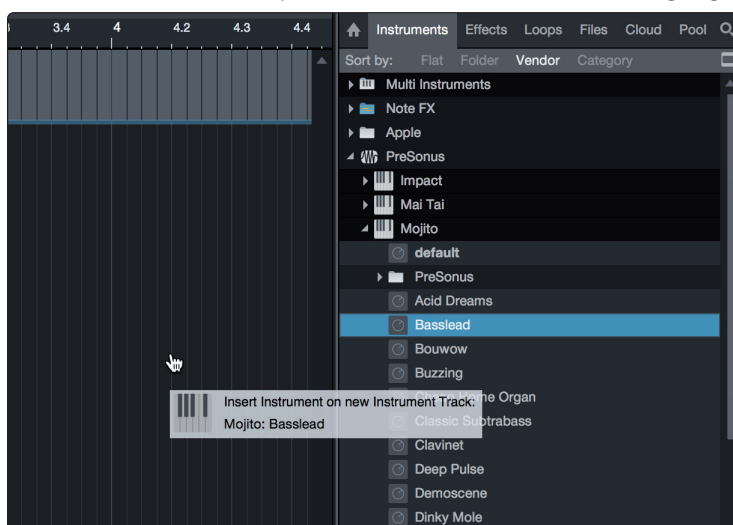 3.4 4 4.2 4.3 4.4
Instruments Effects Loops Files Cloud Pool
Sort by: Flat Folder Vendor Category
Multi Instruments
Note FX
Apple
PreSonus
Impact
Mai Tai
Mojito
default
PreSonus
Acid Dreams
Basslead
Bouwow
Buzzing
Insert Instrument on new Instrument Track:
Home Organ
Mojito: Basslead
Classic Subtrabass
Clavinet
Deep Pulse
Demoscene
Dinky Mole